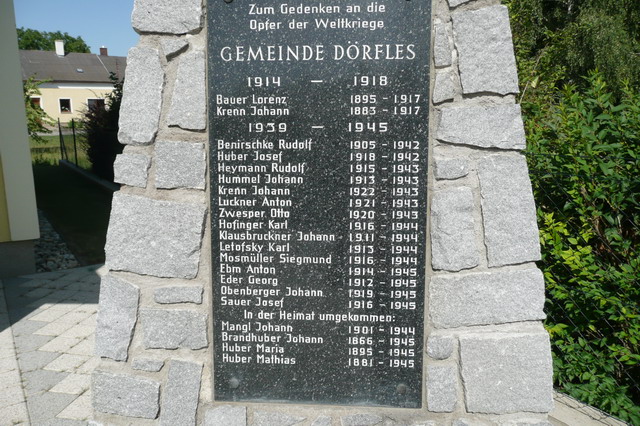 Zum Gedenken an die
Opfer der Weltkriege
GEMEINDE DÖRFLES
1914 — 1918
Bauer Lorenz 1895 - 1917
Krenn Johann 1883 - 1917
1939 — 1945
Benirschke Rudolf 1905 - 1942
Huber Josef 1918 - 1942
Heymann Rudolf 1915 - 1943
Hummel Johann 1913 - 1943
Krenn Johann 1922 - 1943
Luckner Anton 1921 - 1943
Zwesper Otto 1920 - 1943
Hofinger Karl 1916 - 1944
Klausbruckner Johann 1911 - 1944
Letofsky Karl 1913 - 1944
Mosmüller Siegmund 1916 - 1944
Ebm Anton 1914 - 1945
Eder Georg 1912 - 1945
Obenberger Johann 1919 - 1945
Sauer Josef 1916 - 1945
In der Heimat umgekommen:
Mangl Johann 1901 - 1944
Brandhuber Johann 1866 - 1945
Huber Maria 1895 - 1945
Huber Mathias 1881 - 1945